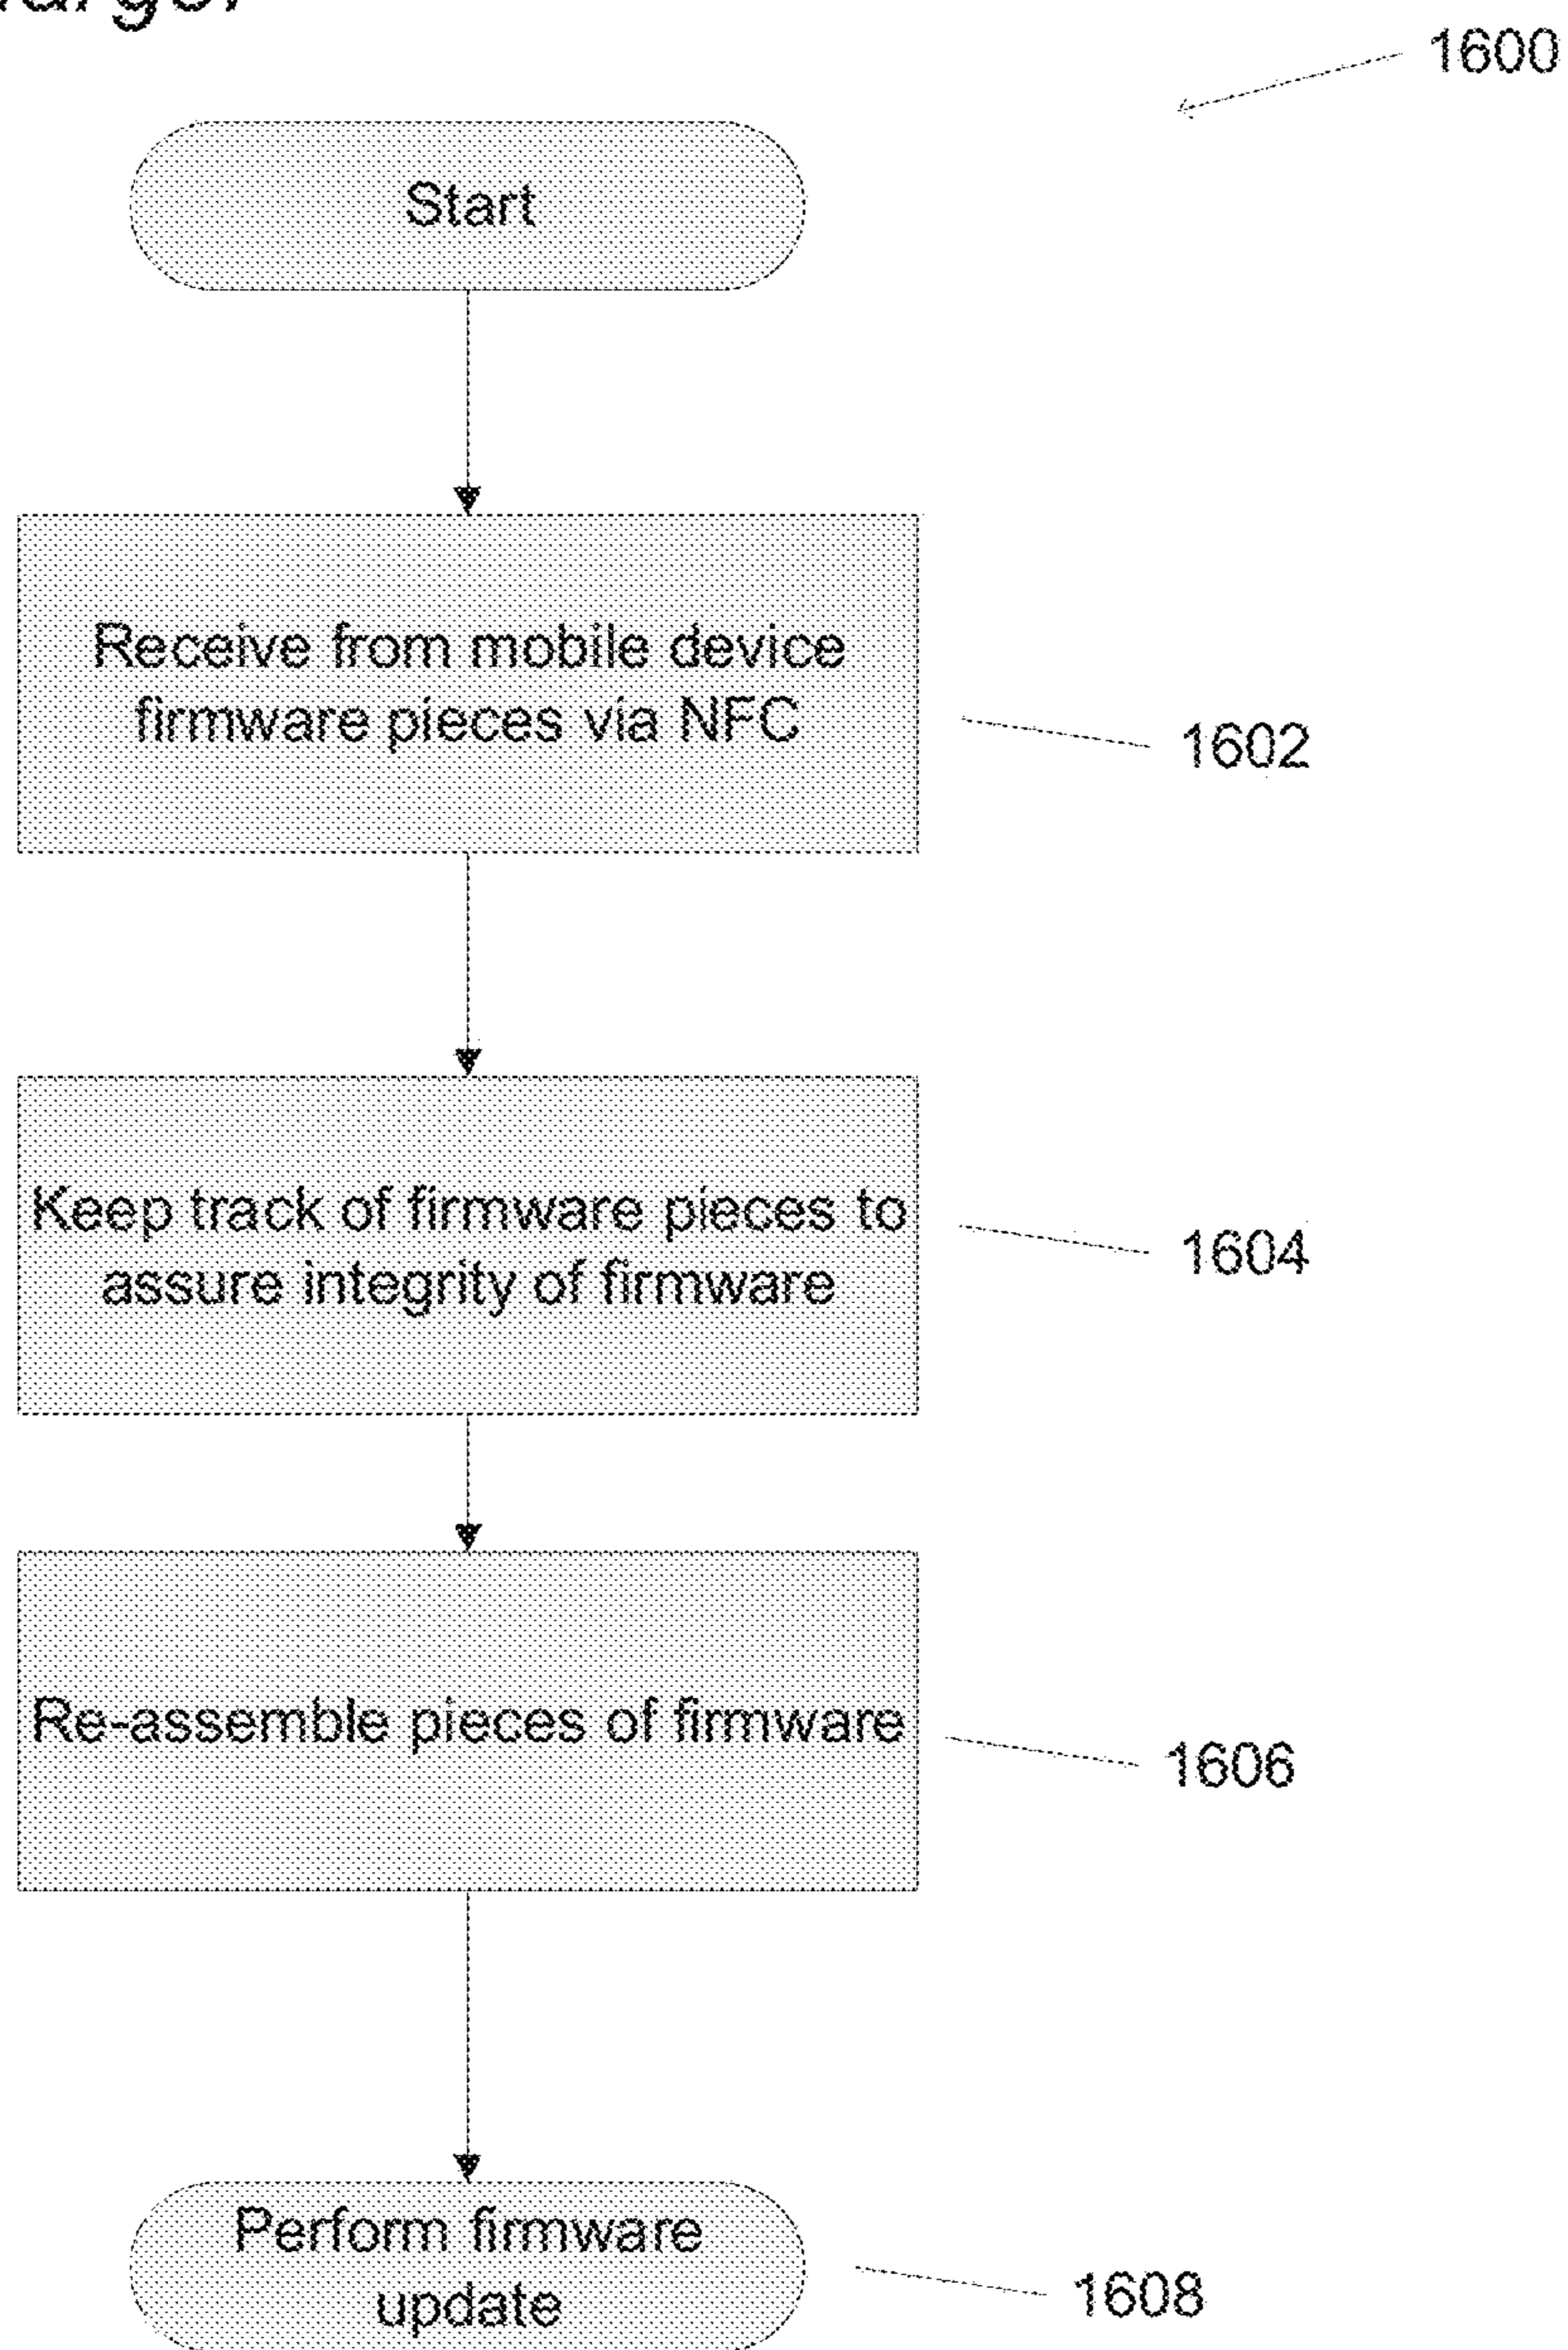 1600
Start
Receive from mobile device
firmware pieces via NFC
1602
Keep track of firmware pieces to
assure integrity of firmware
1604
Re-assemble pieces of firmware
1606
Perform firmware
update
1608